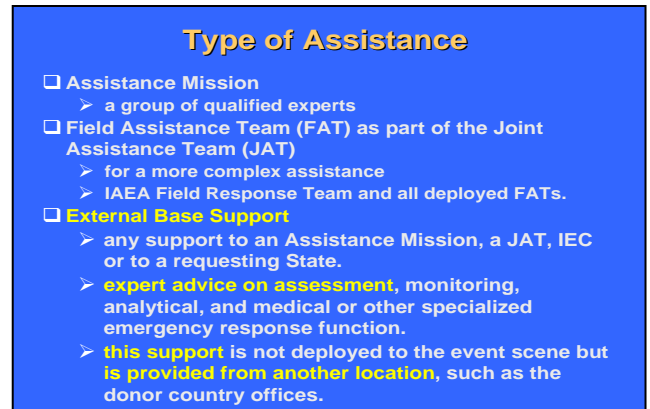 Type of Assistance
❑ Assistance Mission
➢ a group of qualified experts
❑ Field Assistance Team (FAT) as part of the Joint
Assistance Team (JAT)
➢ for a more complex assistance
➢ IAEA Field Response Team and all deployed FATs.
❑ External Base Support
➢ any support to an Assistance Mission, a JAT, IEC
or to a requesting State.
➢ expert advice on assessment, monitoring,
analytical, and medical or other specialized
emergency response function.
➢ this support is not deployed to the event scene but
is provided from another location, such as the
donor country offices.